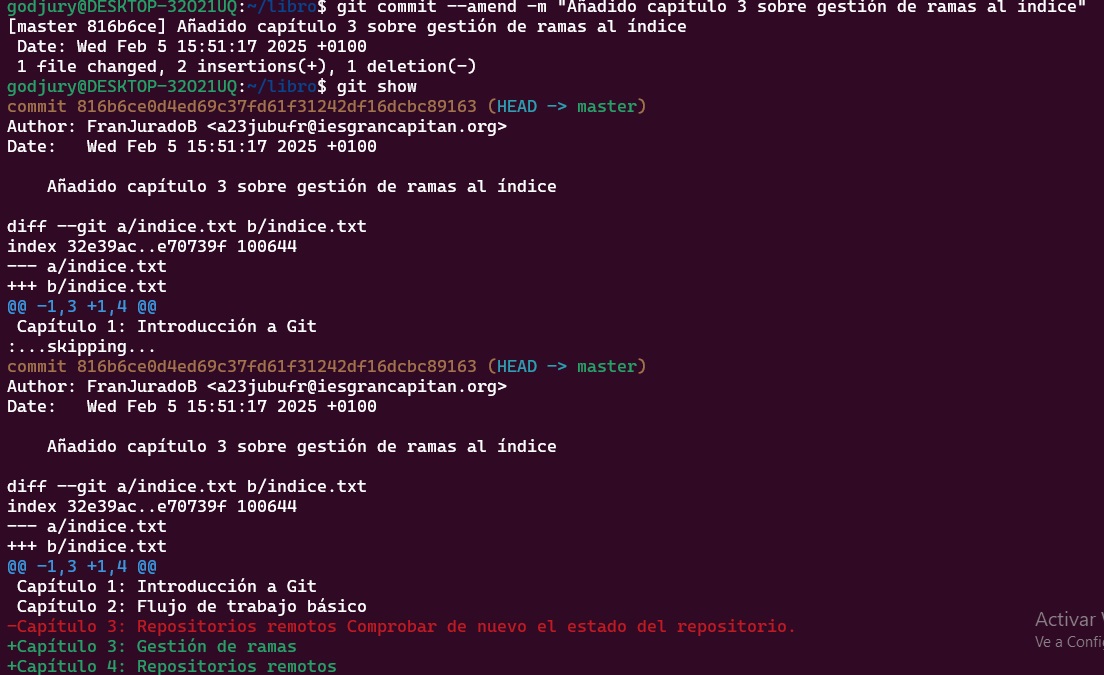 godjury@DESKTOP-32O21UQ:~/libro$ git commit --amend -m "Añadido capítulo 3 sobre gestión de ramas al índice"
[master 816b6ce] Añadido capítulo 3 sobre gestión de ramas al índice
 Date: Wed Feb 5 15:51:17 2025 +0100
 1 file changed, 2 insertions(+), 1 deletion(-)
godjury@DESKTOP-32O21UQ:~/libro$ git show
commit 816b6ce0d4ed69c37fd61f31242df16dcbc89163 (HEAD -> master)
Author: FranJuradoB <a23jubufr@iesgrancapitan.org>
Date:   Wed Feb 5 15:51:17 2025 +0100

    Añadido capítulo 3 sobre gestión de ramas al índice

diff --git a/indice.txt b/indice.txt
index 32e39ac..e70739f 100644
--- a/indice.txt
+++ b/indice.txt
@@ -1,3 +1,4 @@
 Capítulo 1: Introducción a Git
:...skipping...
commit 816b6ce0d4ed69c37fd61f31242df16dcbc89163 (HEAD -> master)
Author: FranJuradoB <a23jubufr@iesgrancapitan.org>
Date:   Wed Feb 5 15:51:17 2025 +0100

    Añadido capítulo 3 sobre gestión de ramas al índice

diff --git a/indice.txt b/indice.txt
index 32e39ac..e70739f 100644
--- a/indice.txt
+++ b/indice.txt
@@ -1,3 +1,4 @@
 Capítulo 1: Introducción a Git
 Capítulo 2: Flujo de trabajo básico
-Capítulo 3: Repositorios remotos Comprobar de nuevo el estado del repositorio.
+Capítulo 3: Gestión de ramas
+Capítulo 4: Repositorios remotos
Activar
Ve a Config